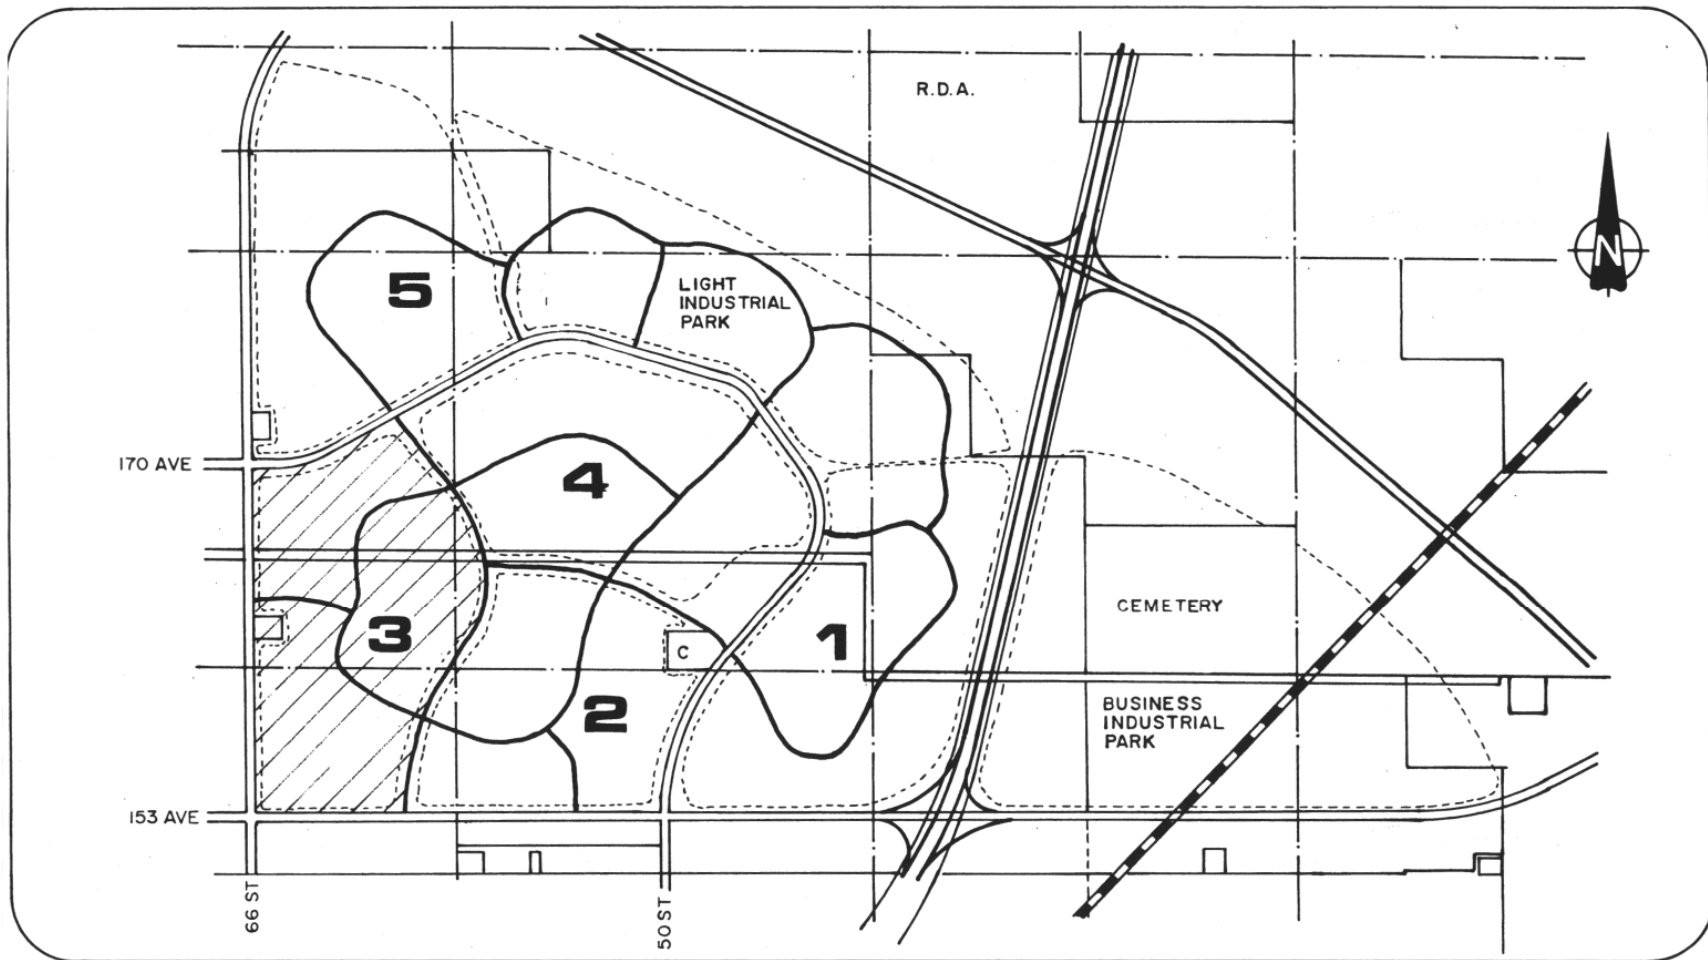 R.D.A.
N
5
LIGHT
INDUSTRIAL
PARK
170 AVE
4
3
1
C
CEMETERY
2
BUSINESS
INDUSTRIAL
PARK
153 AVE
66 ST
50 ST